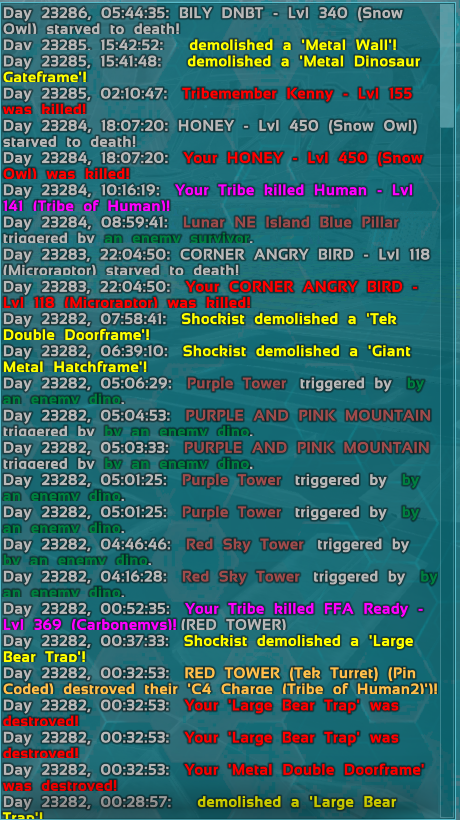 Day 23286, 05:44:35: BILY DNBT - Lvl 340 (Snow
Owl) starved to death!
Day 23285, 15:42:52: demolished a 'Metal Wall'!
Day 23285, 15:41:48: demolished a 'Metal Dinosaur
Gateframe'!
Day 23285, 02:10:47: Tribemember Kenny - Lvl 155
was killed!
Day 23284, 18:07:20: HONEY - Lvl 450 (Snow Owl)
starved to death!
Day 23284, 18:07:20: Your HONEY - Lvl 450 (Snow
Owl) was killed!
Day 23284, 10:16:19: Your Tribe killed Human - Lvl
141 (Tribe of Human)!
Day 23284, 08:59:41: Lunar NE Island Blue Pillar
triggered by an enemy survivor.
Day 23283, 22:04:50: CORNER ANGRY BIRD - Lvl 118
(Microraptor) starved to death!
Day 23283, 22:04:50: Your CORNER ANGRY BIRD -
Lvl 118 (Microraptor) was killed!
Day 23282, 07:58:41: Shockist demolished a 'Tek
Double Doorframe'!
Day 23282, 06:39:10: Shockist demolished a 'Giant
Metal Hatchframe'!
Day 23282, 05:06:29: Purple Tower triggered by by
an enemy dino.
Day 23282, 05:04:53: PURPLE AND PINK MOUNTAIN
triggered by by an enemy dino.
Day 23282, 05:03:33: PURPLE AND PINK MOUNTAIN
triggered by by an enemy dino.
Day 23282, 05:01:25: Purple Tower triggered by by
an enemy dino.
Day 23282, 05:01:25: Purple Tower triggered by by
an enemy dino.
Day 23282, 04:46:46: Red Sky Tower triggered by
by an enemy dino.
Day 23282, 04:16:28: Red Sky Tower triggered by by
an enemy dino.
Day 23282, 00:52:35: Your Tribe killed FFA Ready -
Lvl 369 (Carbonemys)! (RED TOWER)
Day 23282, 00:37:33: Shockist demolished a 'Large
Bear Trap'!
Day 23282, 00:32:53: RED TOWER (Tek Turret) (Pin
Coded) destroyed their 'C4 Charge (Tribe of Human2)')!
Day 23282, 00:32:53: Your 'Large Bear Trap' was
destroyed!
Day 23282, 00:32:53: Your 'Large Bear Trap' was
destroyed!
Day 23282, 00:32:53: Your 'Metal Double Doorframe'
was destroyed!
Day 23282, 00:28:57: demolished a 'Large Bear
Trap'!